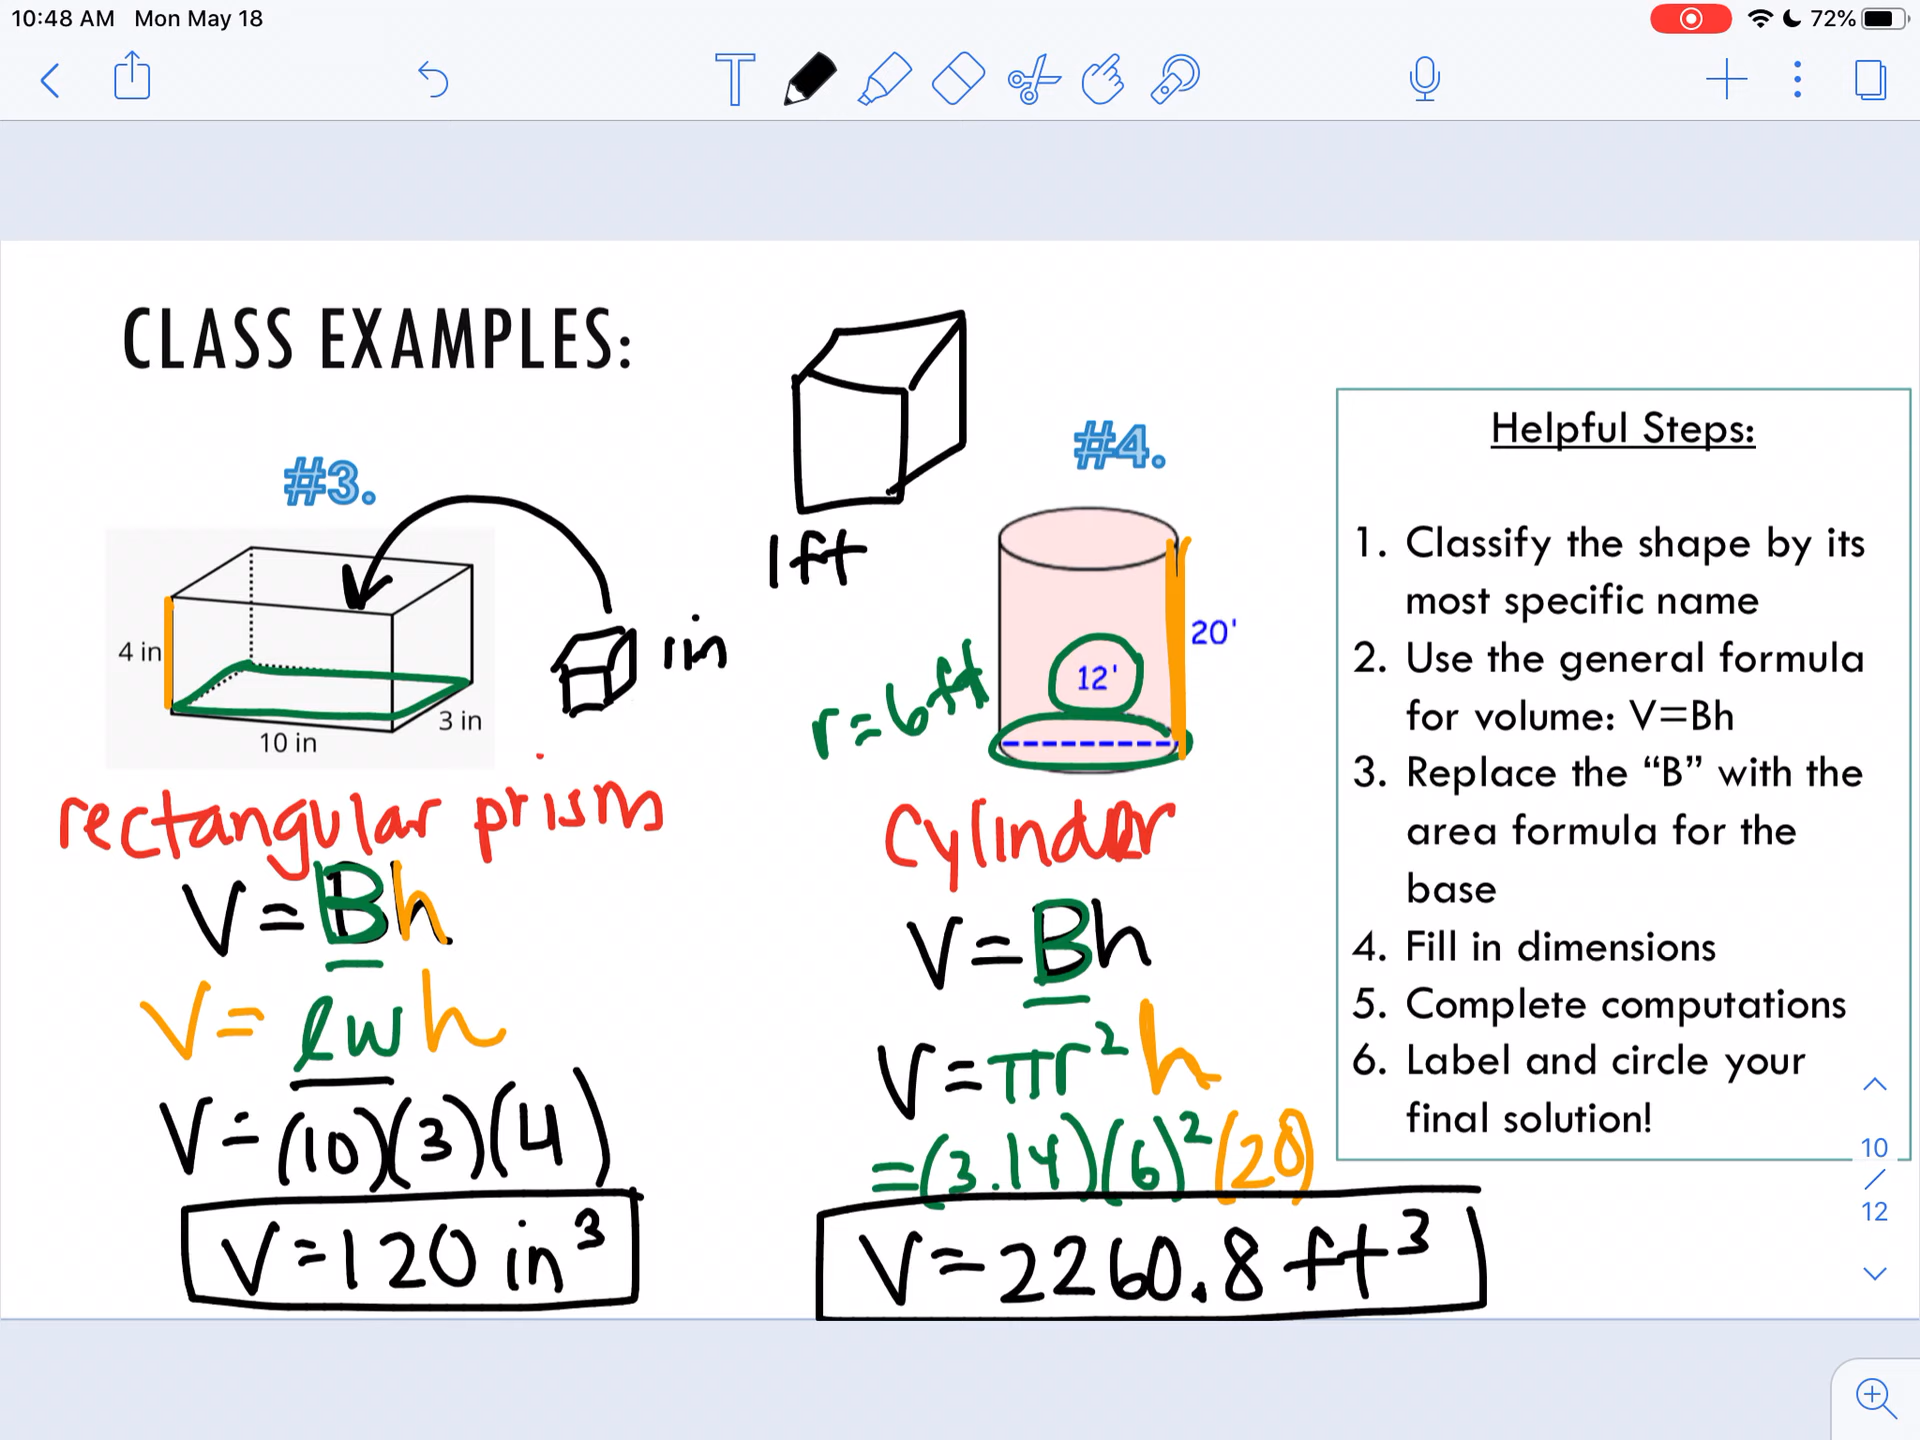 10:48 AM Mon May 18
72%
CLASS EXAMPLES:
#3.
4 in
10 in
3 in
1in
1ft
#4.
20'
12'
r=6ft
rectangular prism
V=Bh
V=lwh
V=(10)(3)(4)
V=120 in³
Cylinder
V=Bh
V=πr²h
=(3.14)(6)²(20)
V=2260.8 ft³
Helpful Steps:
1. Classify the shape by its
most specific name
2. Use the general formula
for volume: V=Bh
3. Replace the “B” with the
area formula for the
base
4. Fill in dimensions
5. Complete computations
6. Label and circle your
final solution!
10
/
12